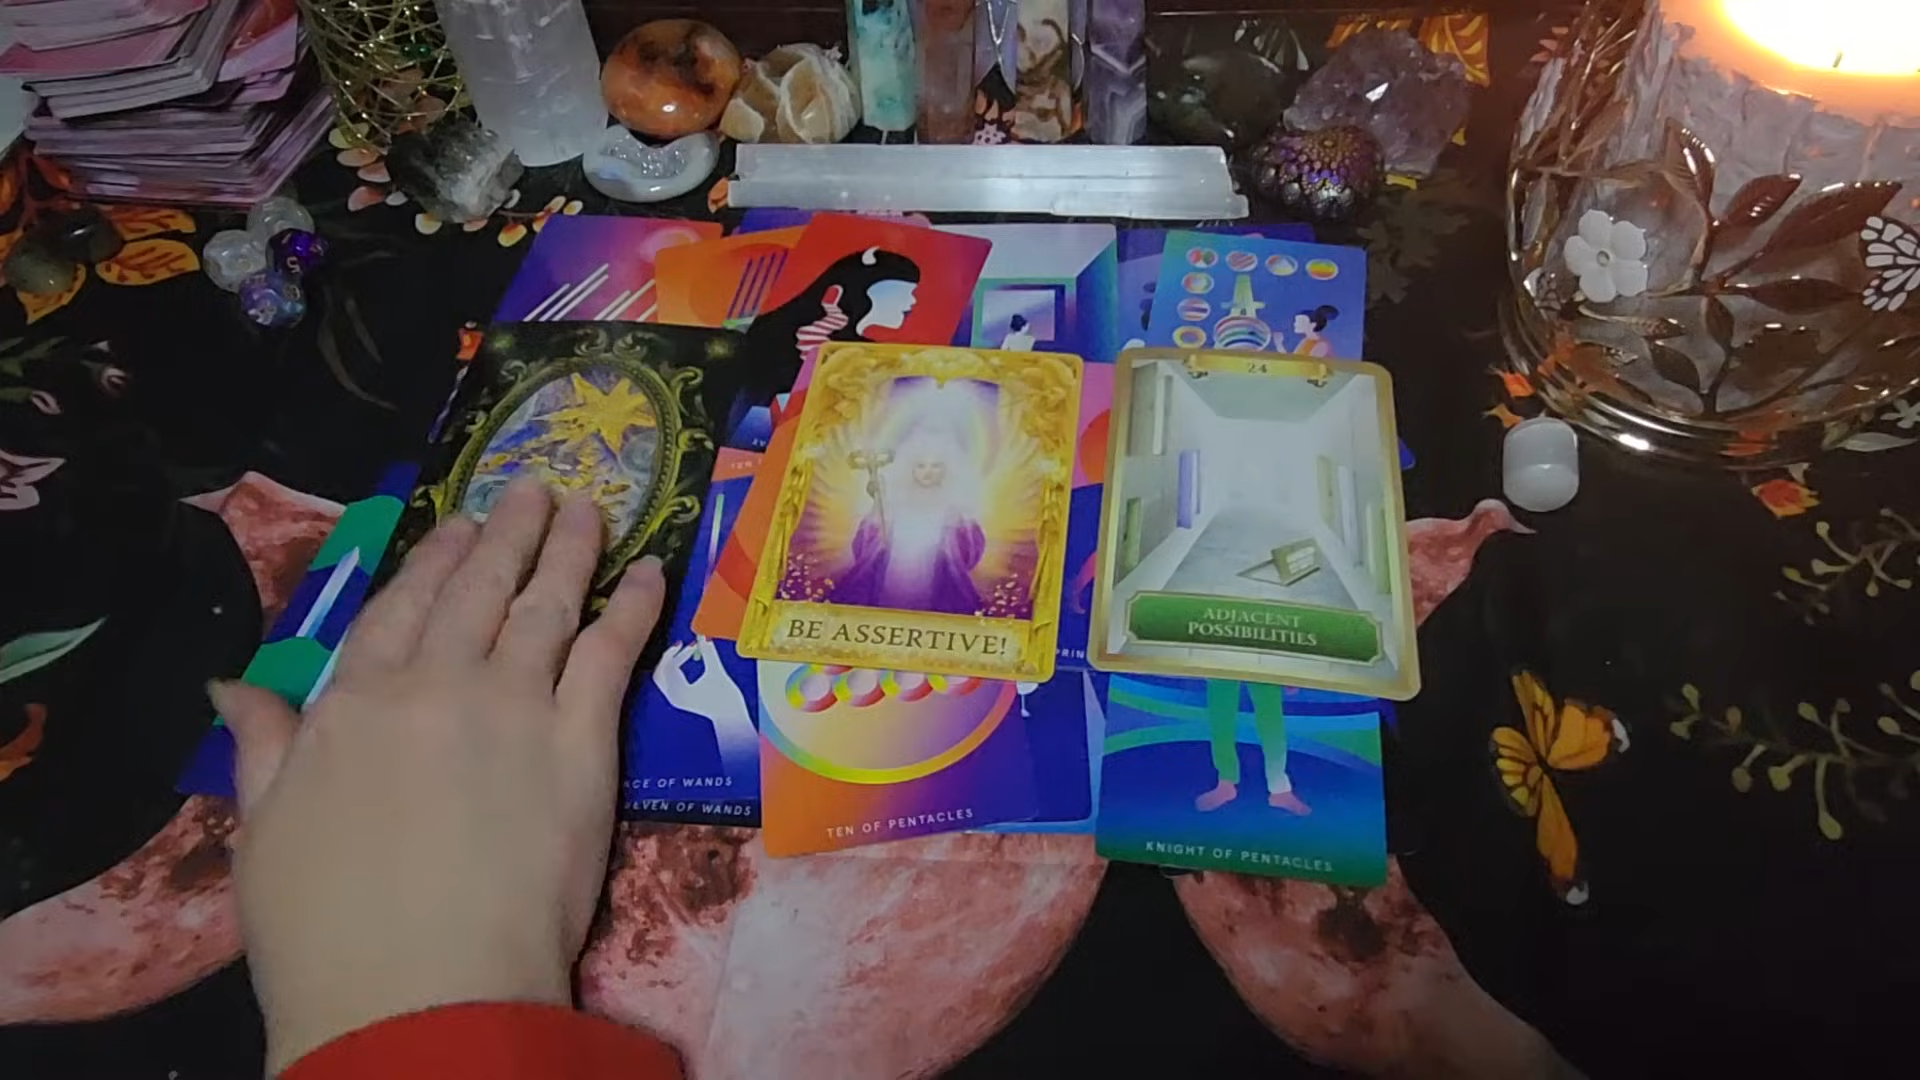 24
BE ASSERTIVE!
ADJACENT
POSSIBILITIES
ACE OF WANDS
SEVEN OF WANDS
TEN OF PENTACLES
KNIGHT OF PENTACLES